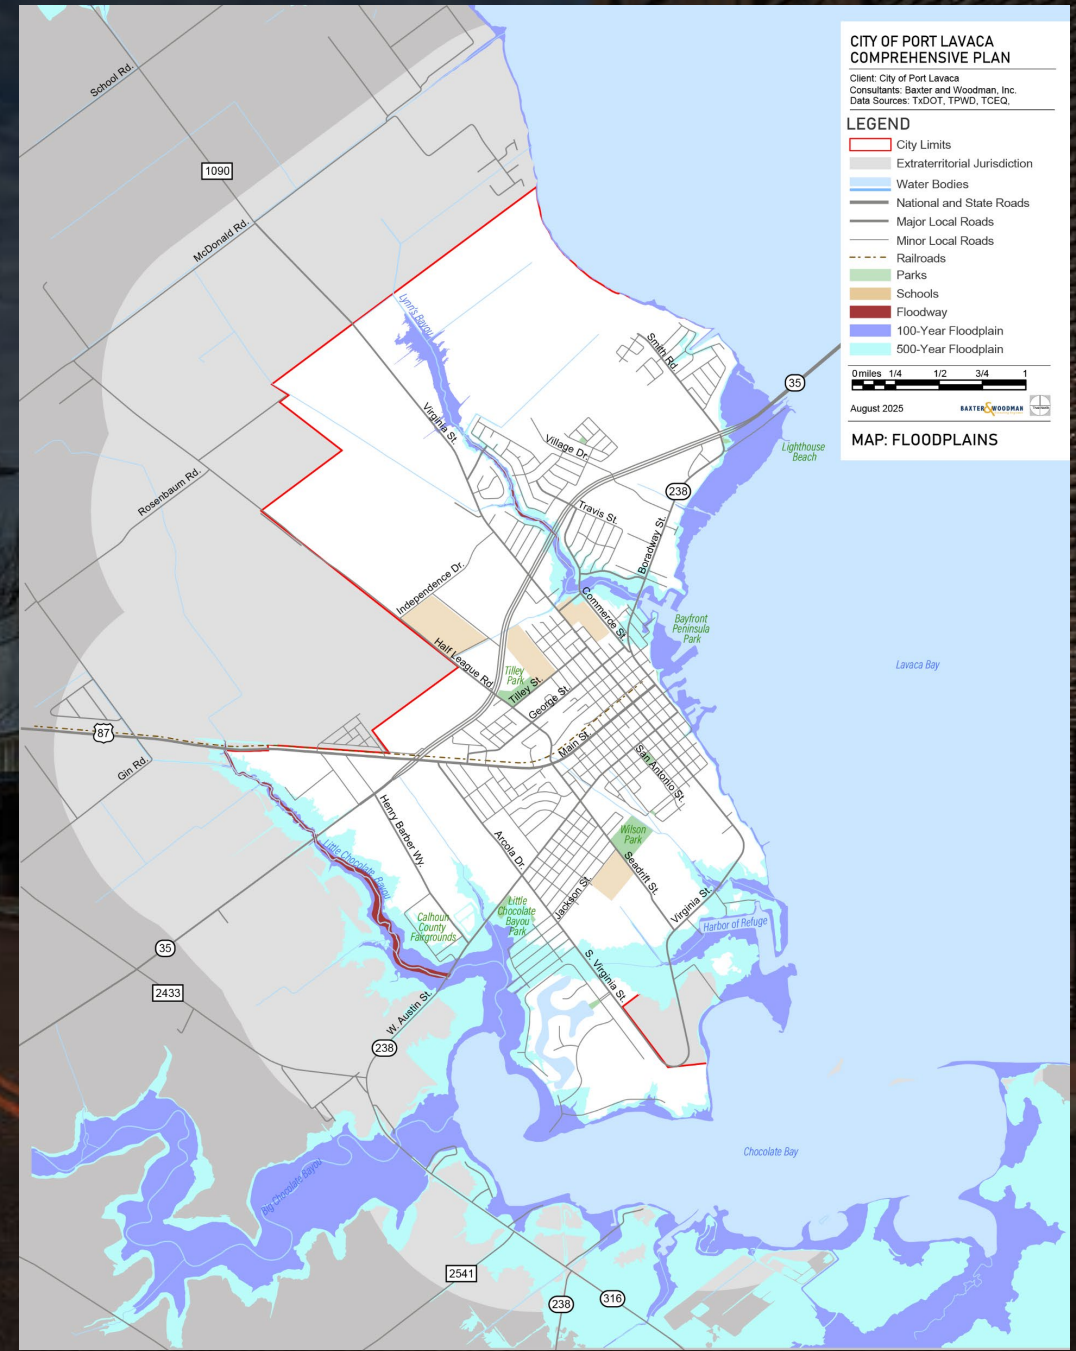 CITY OF PORT LAVACA
COMPREHENSIVE PLAN
Client: City of Port Lavaca
Consultants: Baxter and Woodman, Inc.
Data Sources: TxDOT, TPWD, TCEQ,
LEGEND
City Limits
Extraterritorial Jurisdiction
Water Bodies
National and State Roads
Major Local Roads
Minor Local Roads
Railroads
Parks
Schools
Floodway
100-Year Floodplain
500-Year Floodplain
0 miles 1/4 1/2 3/4 1
August 2025
BAXTER & WOODMAN
MAP: FLOODPLAINS
School Rd.
1090
McDonald Rd.
Lynn's Bayou
Smith Rd.
35
Virginia St.
Village Dr.
Lighthouse
Beach
Rosenbaum Rd.
238
Travis St.
Boradway St.
Independence Dr.
Commerce St.
Bayfront
Peninsula
Park
Half League Rd.
Tilley
Park
Tilley St.
Lavaca Bay
George St.
87
Main St.
Gin Rd.
San Antonio St.
Henry Barber Wy.
Arcola Dr.
Wilson
Park
Little Chocolate Bayou
Seadrift St.
Jackson St.
Virginia St.
Little
Chocolate
Bayou
Park
Calhoun
County
Fairgrounds
Harbor of Refuge
35
S. Virginia St.
2433
W. Austin St.
238
Chocolate Bay
Big Chocolate Bayou
2541
238
316